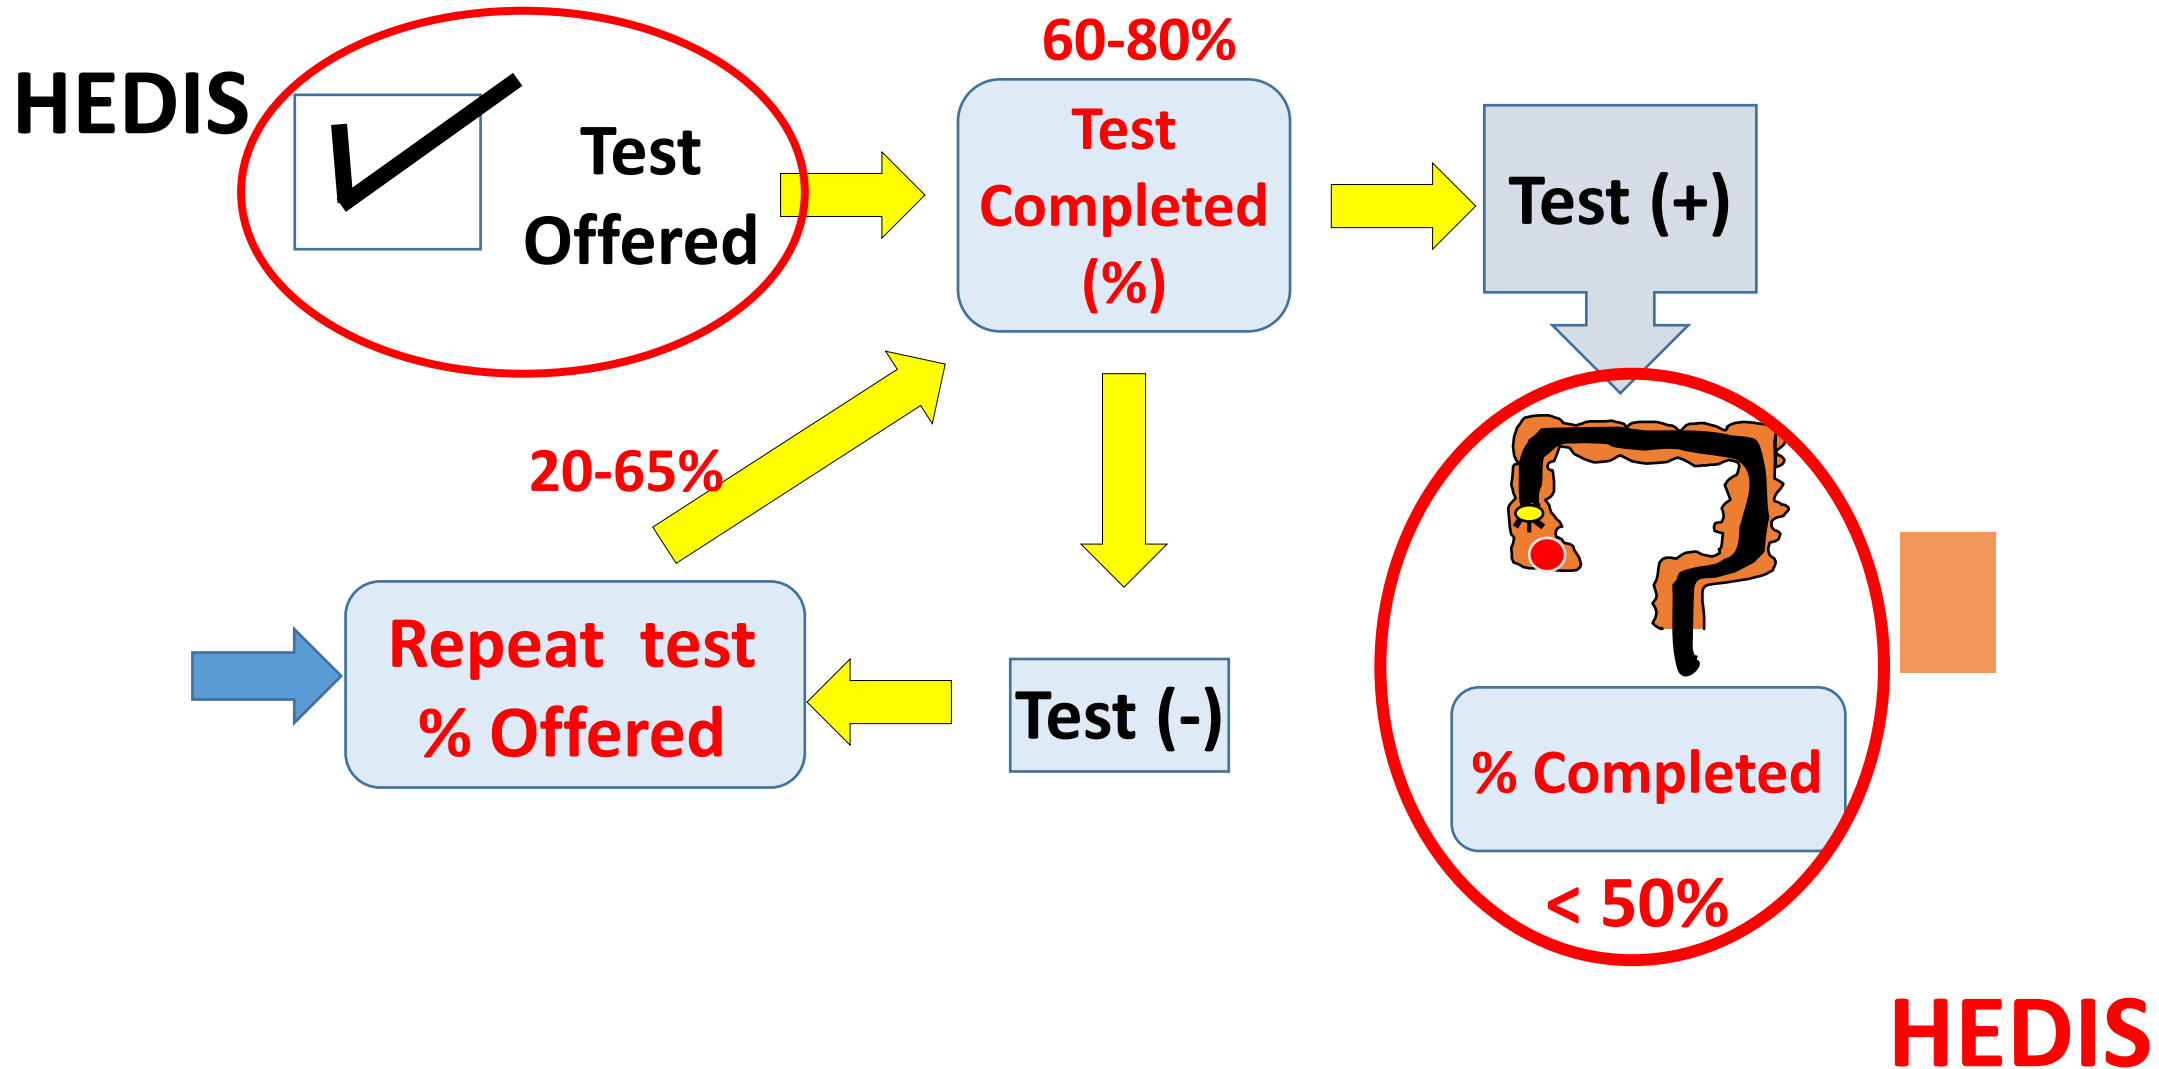 HEDIS
Test
Offered
60-80%
Test
Completed
(%)
Test (+)
20-65%
Repeat test
% Offered
Test (-)
% Completed
< 50%
HEDIS